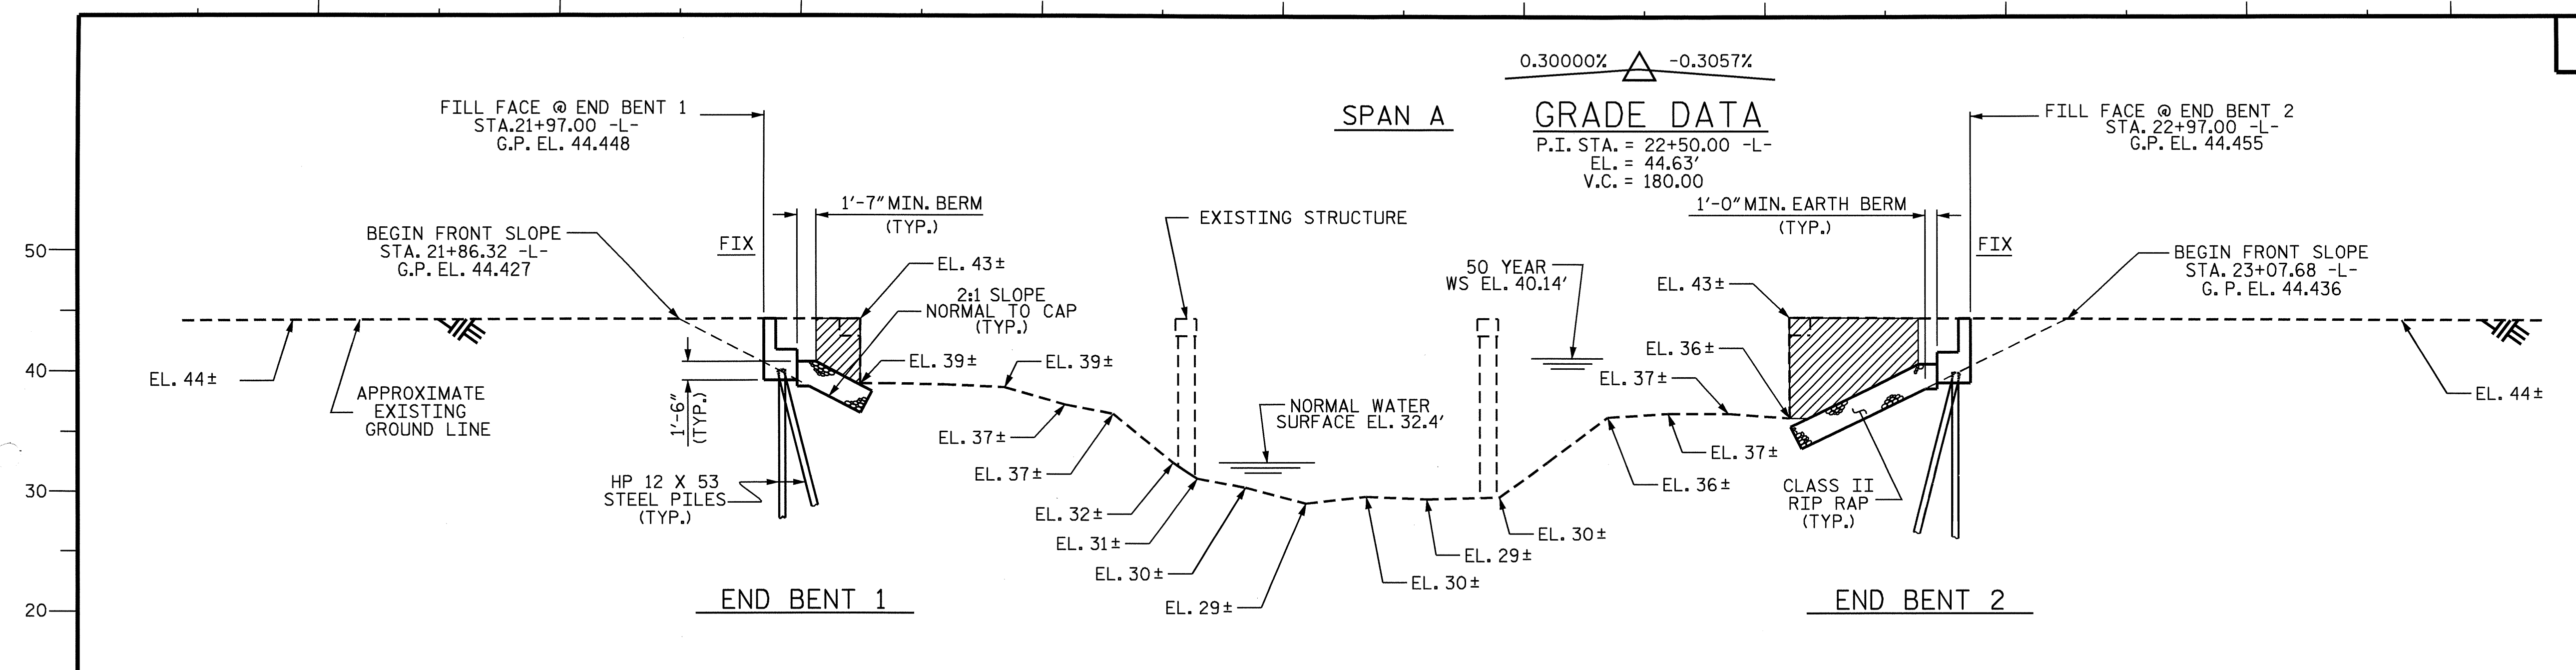 0.30000% -0.3057%
SPAN A
GRADE DATA
P.I. STA. = 22+50.00 -L-
EL. = 44.63'
V.C. = 180.00
FILL FACE @ END BENT 1
STA.21+97.00 -L-
G.P. EL. 44.448
FILL FACE @ END BENT 2
STA. 22+97.00 -L-
G.P. EL. 44.455
1'-7" MIN. BERM
(TYP.)
1'-0" MIN. EARTH BERM
(TYP.)
EXISTING STRUCTURE
BEGIN FRONT SLOPE
STA. 21+86.32 -L-
G.P. EL. 44.427
FIX
FIX
BEGIN FRONT SLOPE
STA. 23+07.68 -L-
G. P. EL. 44.436
50
EL. 43±
2:1 SLOPE
NORMAL TO CAP
(TYP.)
50 YEAR
WS EL. 40.14'
EL. 43±
EL. 39±
EL. 39±
EL. 36±
EL. 37±
40
EL. 44±
APPROXIMATE
EXISTING
GROUND LINE
1'-6"
(TYP.)
NORMAL WATER
SURFACE EL. 32.4'
EL. 44±
EL. 37±
EL. 37±
EL. 37±
EL. 36±
30
HP 12 X 53
STEEL PILES
(TYP.)
CLASS II
RIP RAP
(TYP.)
EL. 32±
EL. 31±
EL. 30±
EL. 29±
EL. 30±
EL. 29±
EL. 30±
20
END BENT 1
END BENT 2